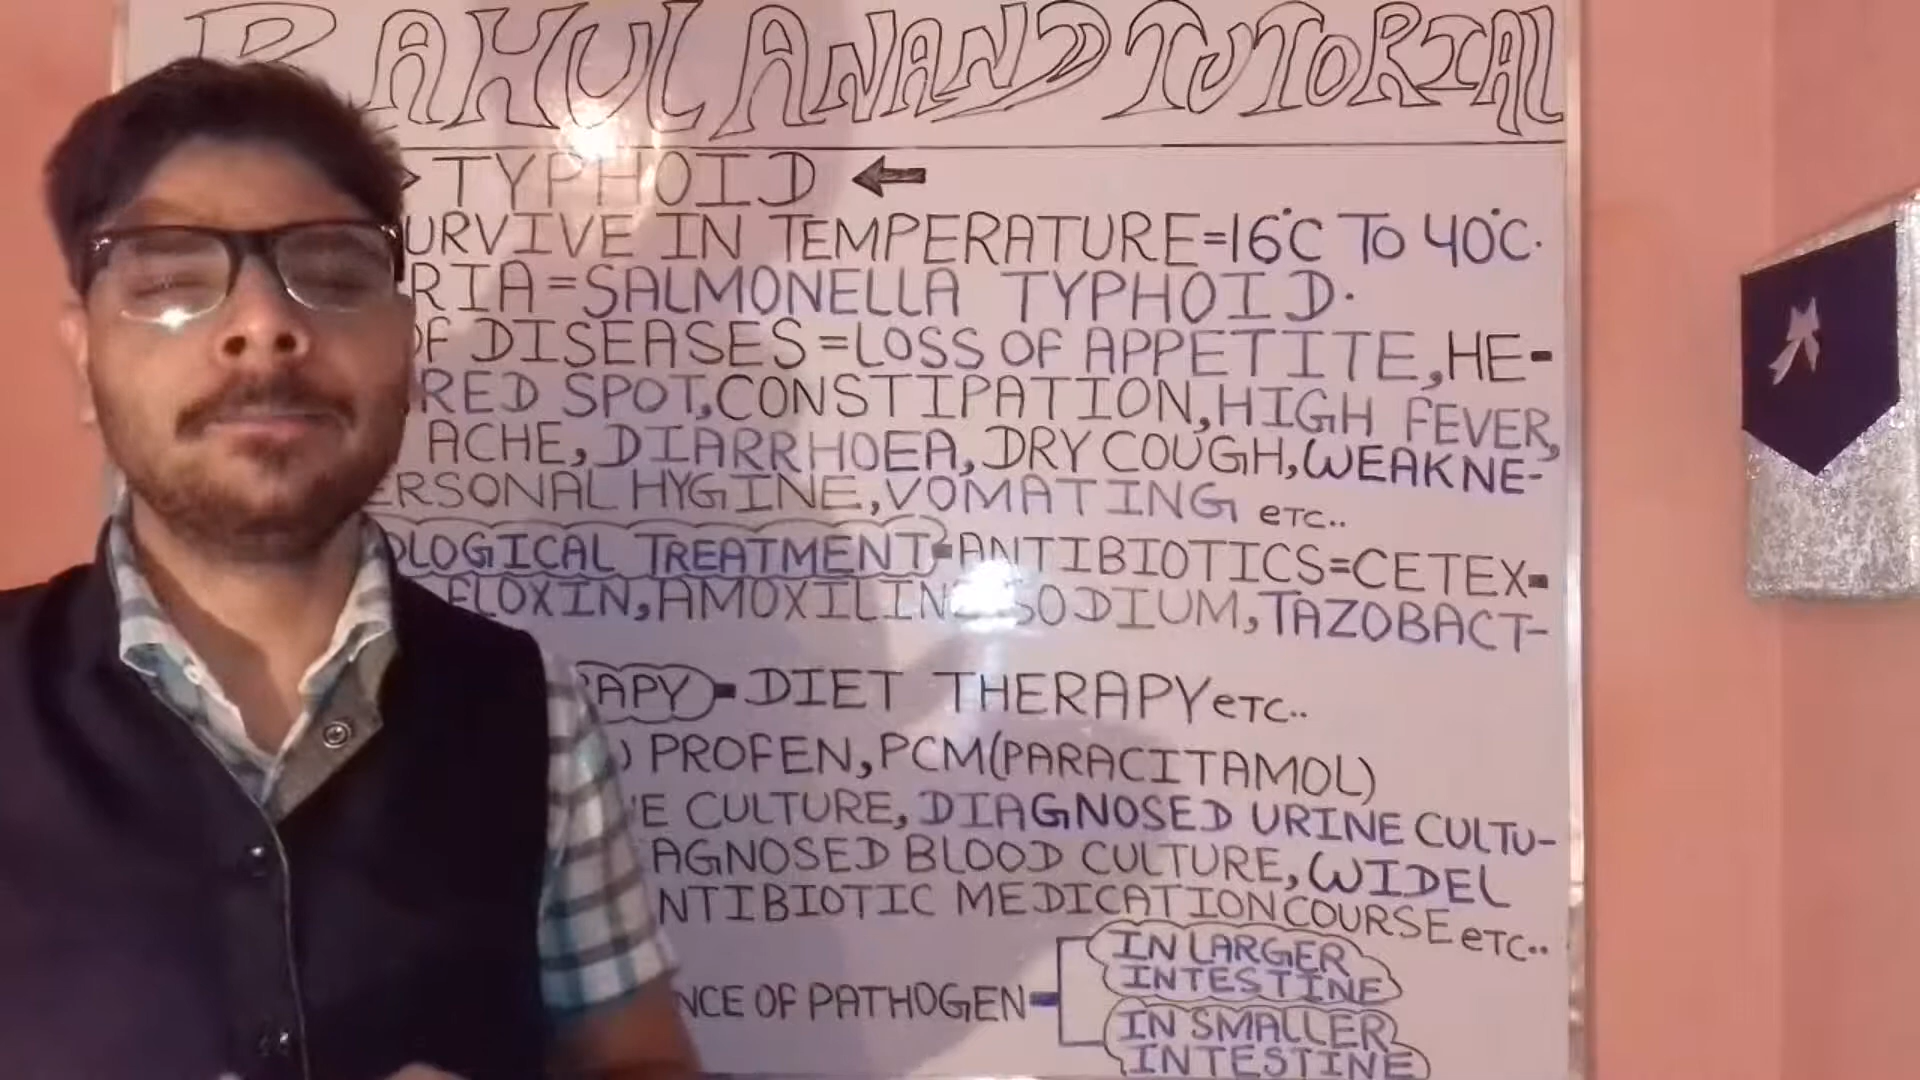 RAHUL ANAND TUTORIAL
TYPHOID
URVIVE IN TEMPERATURE=16°C TO 40°C.
RIA=SALMONELLA TYPHOID.
OF DISEASES=LOSS OF APPETITE, HE-
RED SPOT, CONSTIPATION, HIGH FEVER,
ACHE, DIARRHOEA, DRY COUGH, WEAKNE-
ERSONAL HYGINE, VOMATING etc..
OLOGICAL TREATMENT-ANTIBIOTICS=CETEX-
FLOXIN, AMOXILIN SODIUM, TAZOBACT-
APY-DIET THERAPY etc..
) PROFEN, PCM(PARACITAMOL)
E CULTURE, DIAGNOSED URINE CULTU-
AGNOSED BLOOD CULTURE, WIDEL
NTIBIOTIC MEDICATION COURSE etc..
NCE OF PATHOGEN-
IN LARGER
INTESTINE
IN SMALLER
INTESTINE